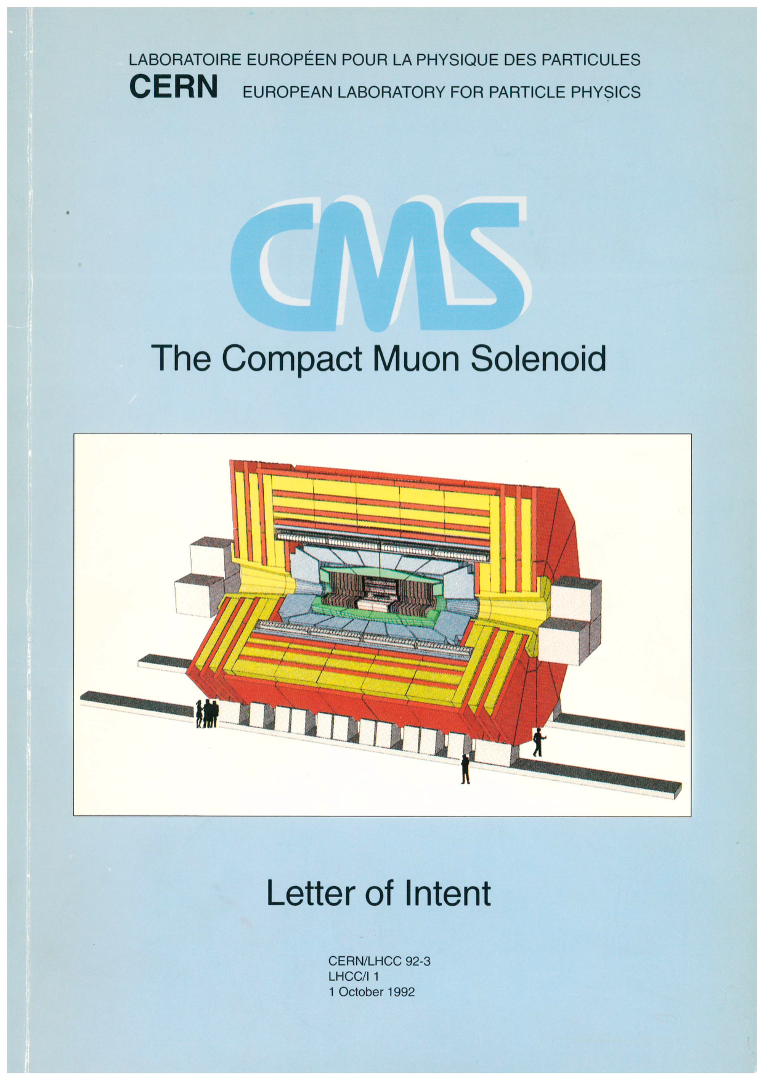 LABORATOIRE EUROPÉEN POUR LA PHYSIQUE DES PARTICULES
CERN EUROPEAN LABORATORY FOR PARTICLE PHYSICS
CMS
The Compact Muon Solenoid
Letter of Intent
CERN/LHCC 92-3
LHCC/I 1
1 October 1992